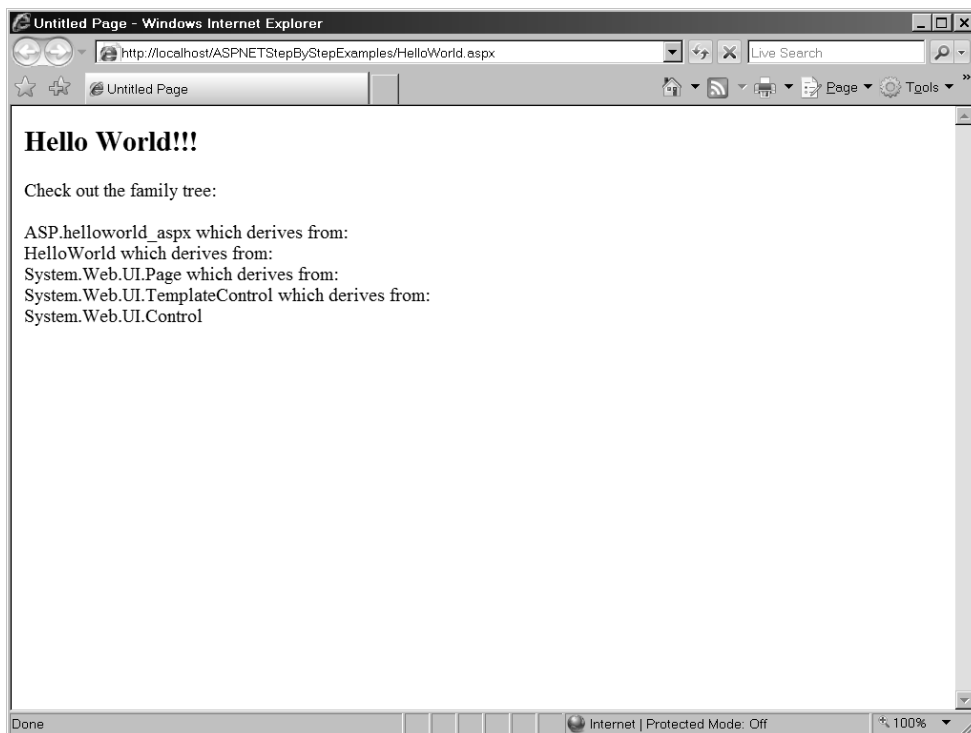 Untitled Page - Windows Internet Explorer
http://localhost/ASPNETStepByStepExamples/HelloWorld.aspx
Live Search
Untitled Page
Page
Tools
»
Hello World!!!
Check out the family tree:
ASP.helloworld_aspx which derives from:
HelloWorld which derives from:
System.Web.UI.Page which derives from:
System.Web.UI.TemplateControl which derives from:
System.Web.UI.Control
Done
Internet | Protected Mode: Off
100%